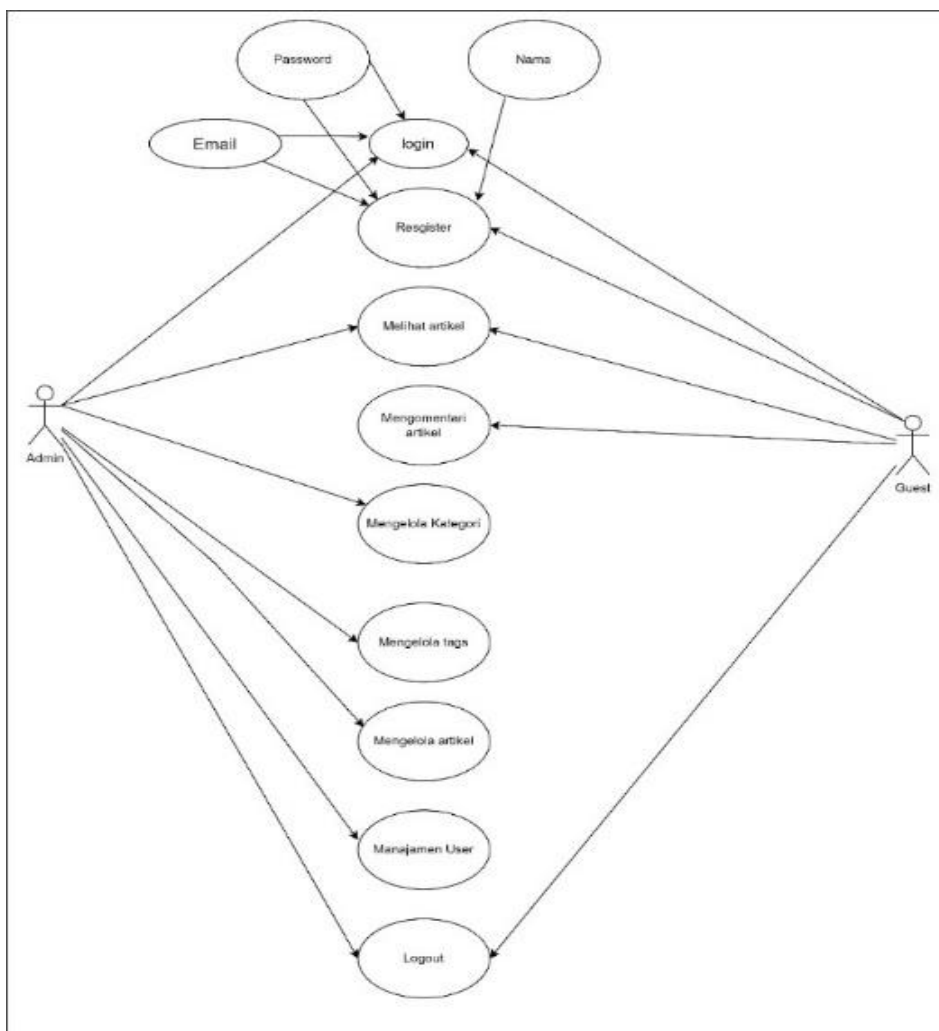 Password
Nama
Email
login
Resgister
Melihat artikel
Mengomentari
artikel
Admin
Guest
Mengelola Kategori
Mengelola tags
Mengelola artikel
Manajamen User
Logout